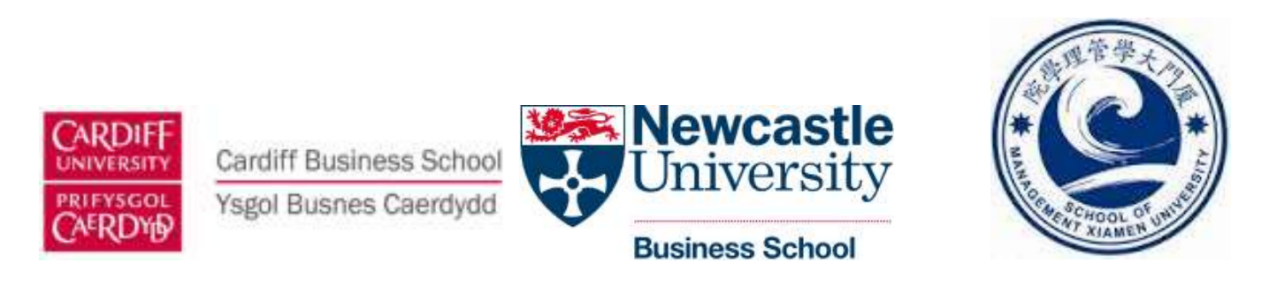 CARDIFF
UNIVERSITY
PRIFYSGOL
CAERDYDD
Cardiff Business School
Ysgol Busnes Caerdydd
Newcastle
University
Business School
院學理管學大門厦
SCHOOL OF
MANAGEMENT XIAMEN UNIVERSITY